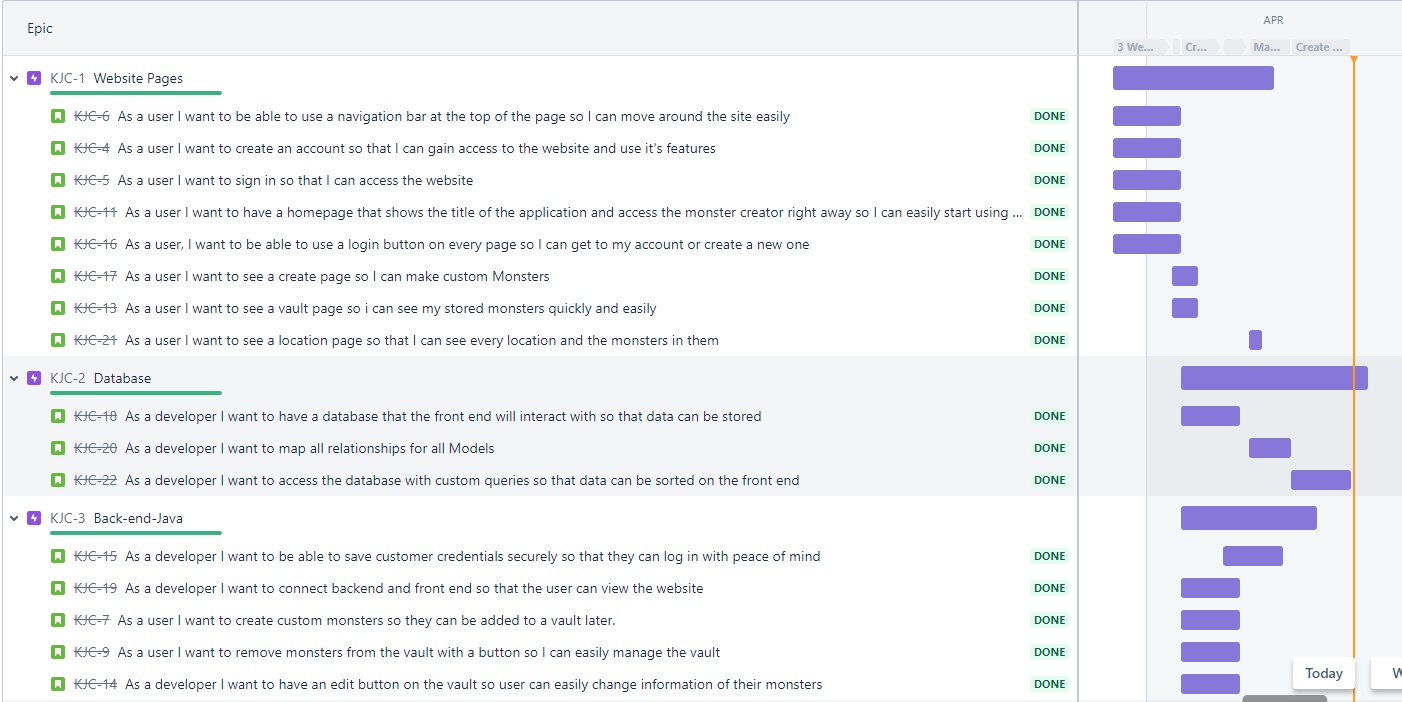 Epic
APR
3 We...
Cr...
Ma...
Create ...
KJC-1 Website Pages
KJC-6 As a user I want to be able to use a navigation bar at the top of the page so I can move around the site easily DONE
KJC-4 As a user I want to create an account so that I can gain access to the website and use it's features DONE
KJC-5 As a user I want to sign in so that I can access the website DONE
KJC-11 As a user I want to have a homepage that shows the title of the application and access the monster creator right away so I can easily start using ... DONE
KJC-16 As a user, I want to be able to use a login button on every page so I can get to my account or create a new one DONE
KJC-17 As a user I want to see a create page so I can make custom Monsters DONE
KJC-13 As a user I want to see a vault page so i can see my stored monsters quickly and easily DONE
KJC-21 As a user I want to see a location page so that I can see every location and the monsters in them DONE
KJC-2 Database
KJC-18 As a developer I want to have a database that the front end will interact with so that data can be stored DONE
KJC-20 As a developer I want to map all relationships for all Models DONE
KJC-22 As a developer I want to access the database with custom queries so that data can be sorted on the front end DONE
KJC-3 Back-end-Java
KJC-15 As a developer I want to be able to save customer credentials securely so that they can log in with peace of mind DONE
KJC-19 As a developer I want to connect backend and front end so that the user can view the website DONE
KJC-7 As a user I want to create custom monsters so they can be added to a vault later. DONE
KJC-9 As a user I want to remove monsters from the vault with a button so I can easily manage the vault DONE
Today W
KJC-14 As a developer I want to have an edit button on the vault so user can easily change information of their monsters DONE